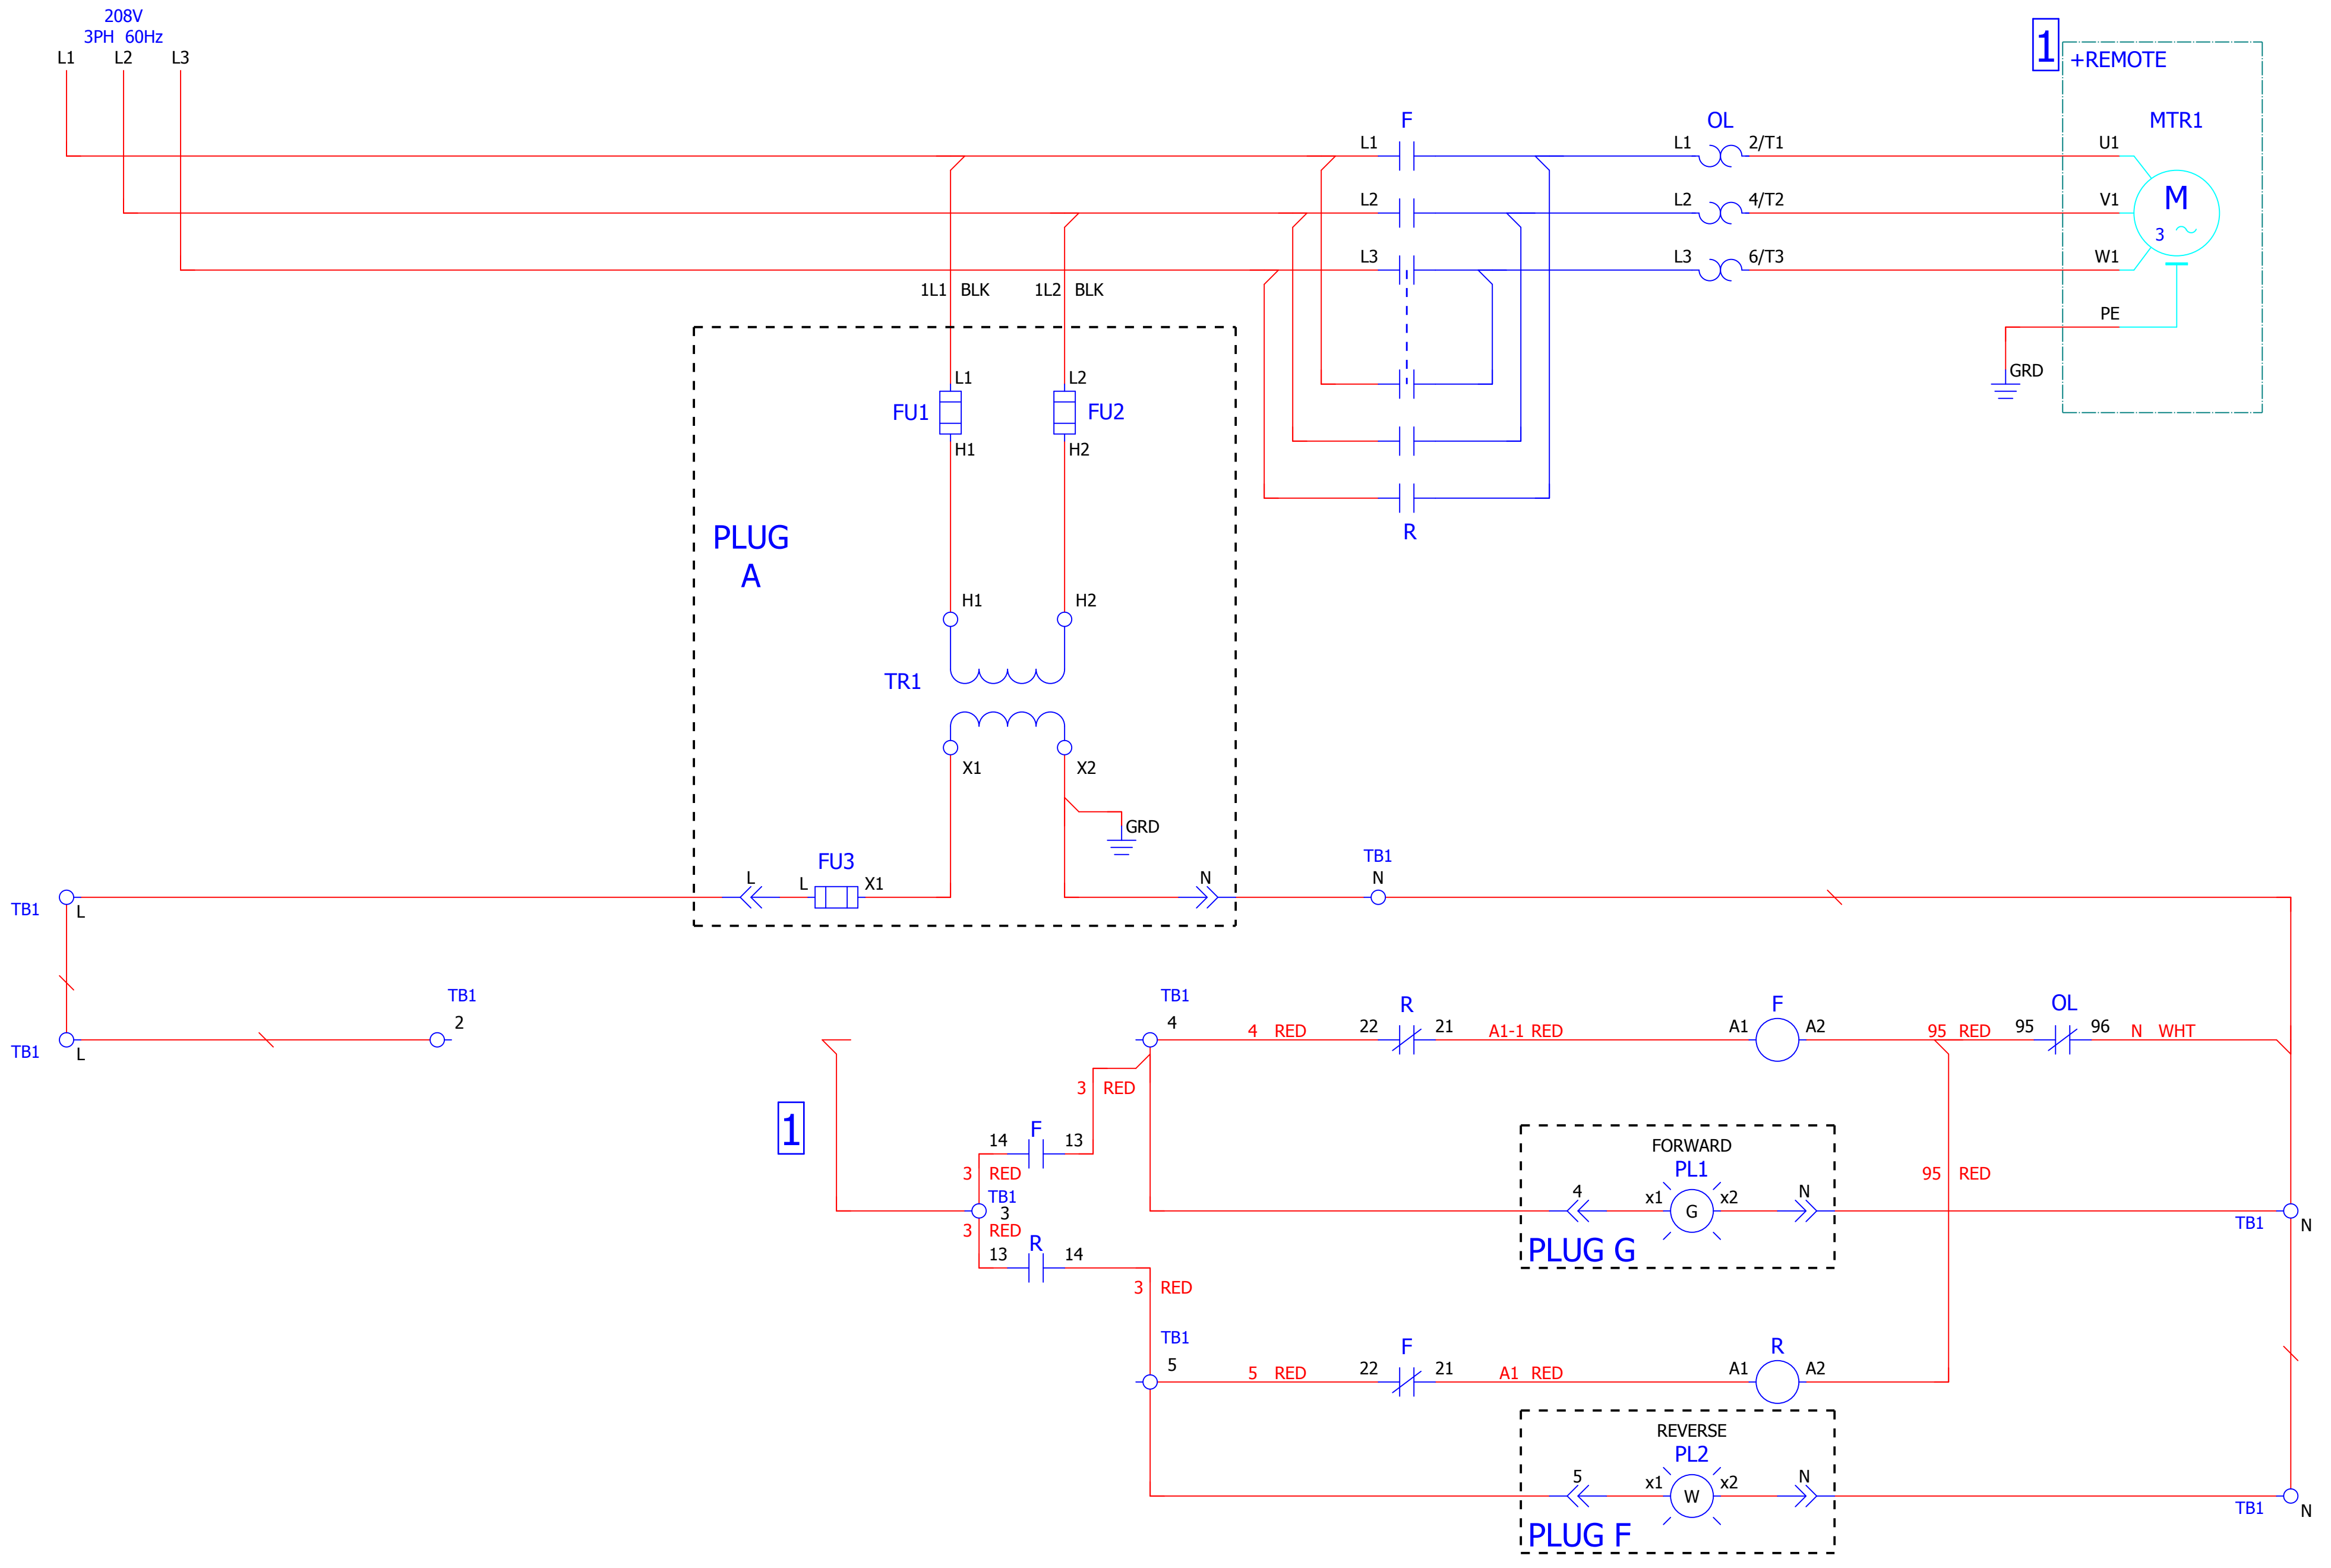 208V
3PH 60Hz
L1 L2 L3
1 +REMOTE
F OL MTR1
L1 L1 2/T1 U1
L2 L2 4/T2 V1 M
3
L3 L3 6/T3 W1
1L1 BLK 1L2 BLK
PE
GRD
L1 L2
FU1 FU2
H1 H2
R
PLUG
A
H1 H2
TR1
X1 X2
GRD
FU3
TB1
L L X1 N N
TB1 L
TB1 TB1 R F OL
2 4 4 RED 22 21 A1-1 RED A1 A2 95 RED 95 96 N WHT
TB1 L
3 RED
1
F
14 13
FORWARD
PL1
3 RED 95 RED
TB1
3
4 x1 G x2 N
TB1 N
3 RED
R
13 14
PLUG G
3 RED
TB1 F R
5 5 RED 22 21 A1 RED A1 A2
REVERSE
PL2
5 x1 W x2 N
TB1 N
PLUG F